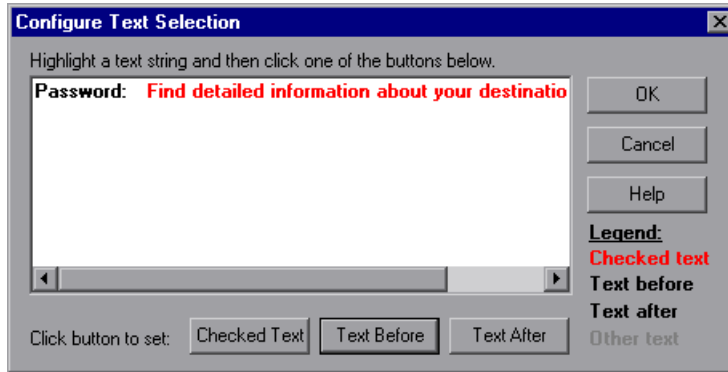 Configure Text Selection
Highlight a text string and then click one of the buttons below.
Password: Find detailed information about your destinatio
OK
Cancel
Help
Legend:
Checked text
Text before
Text after
Other text
Click button to set: Checked Text Text Before Text After